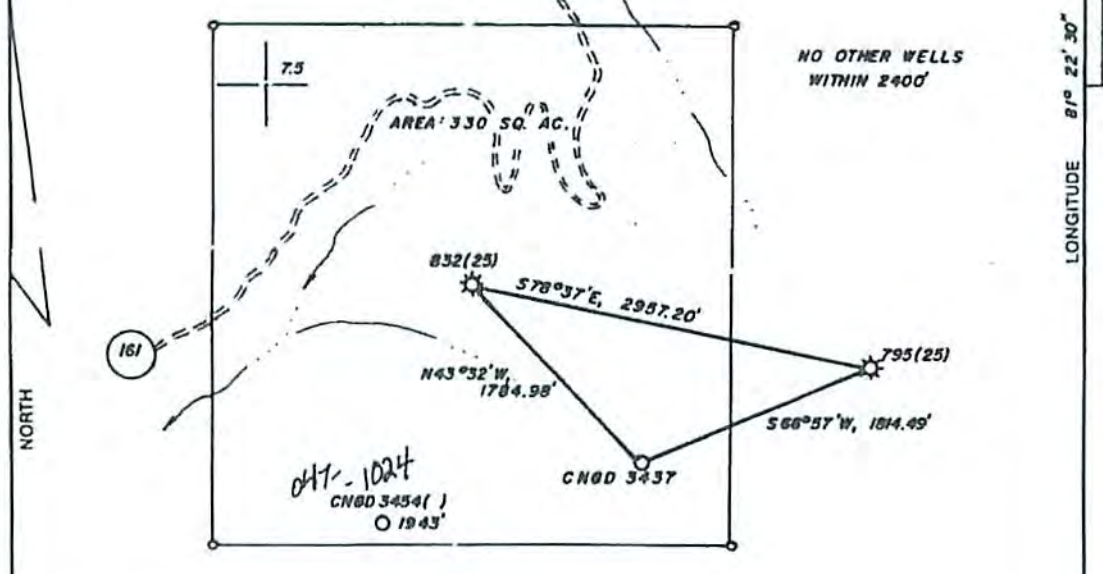 NO OTHER WELLS
WITHIN 2400'
81° 22' 30"
LONGITUDE
7.5
AREA: 330 SQ. AC.
832(25)
S78°37'E, 2957.20'
795(25)
161
N43°32'W,
1784.98'
S66°57'W, 1814.49'
NORTH
CNGD 3437
047-1024
CNGD 3454( )
1943'